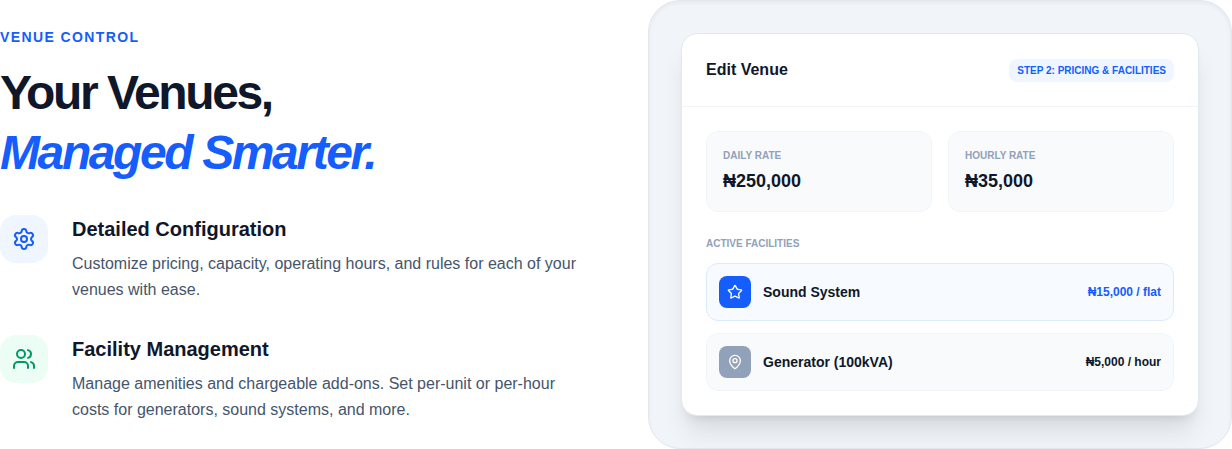 VENUE CONTROL
Your Venues,
Managed Smarter.
Detailed Configuration
Customize pricing, capacity, operating hours, and rules for each of your
venues with ease.
Facility Management
Manage amenities and chargeable add-ons. Set per-unit or per-hour
costs for generators, sound systems, and more.
Edit Venue
STEP 2: PRICING & FACILITIES
DAILY RATE
₦250,000
HOURLY RATE
₦35,000
ACTIVE FACILITIES
Sound System
₦15,000 / flat
Generator (100kVA)
₦5,000 / hour